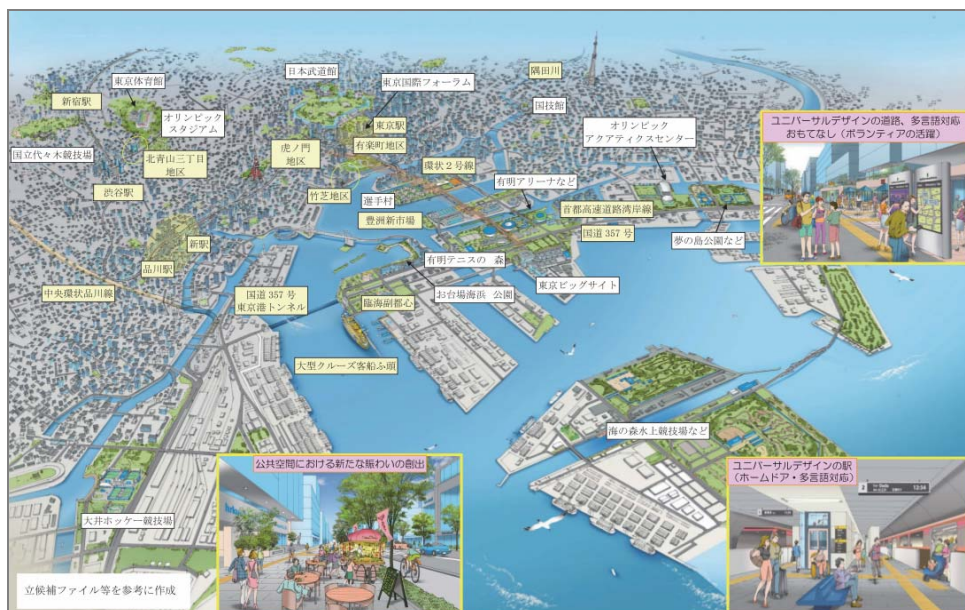 日本武道館
隅田川
東京体育館
東京国際フォーラム
新宿駅
国技館
オリンピック
スタジアム
東京駅
オリンピック
アクアティクスセンター
ユニバーサルデザインの道路、多言語対応
おもてなし（ボランティアの活躍）
国立代々木競技場
北青山三丁目
地区
虎ノ門
地区
有楽町地区
環状２号線
渋谷駅
竹芝地区
選手村
有明アリーナなど
豊洲新市場
首都高速道路湾岸線
国道 357 号
夢の島公園など
新駅
品川駅
有明テニスの 森
東京ビッグサイト
中央環状品川線
国道 357 号
東京港トンネル
臨海副都心
お台場海浜 公園
大型クルーズ客船ふ頭
海の森水上競技場など
公共空間における新たな賑わいの創出
ユニバーサルデザインの駅
（ホームドア・多言語対応）
大井ホッケー競技場
立候補ファイル等を参考に作成